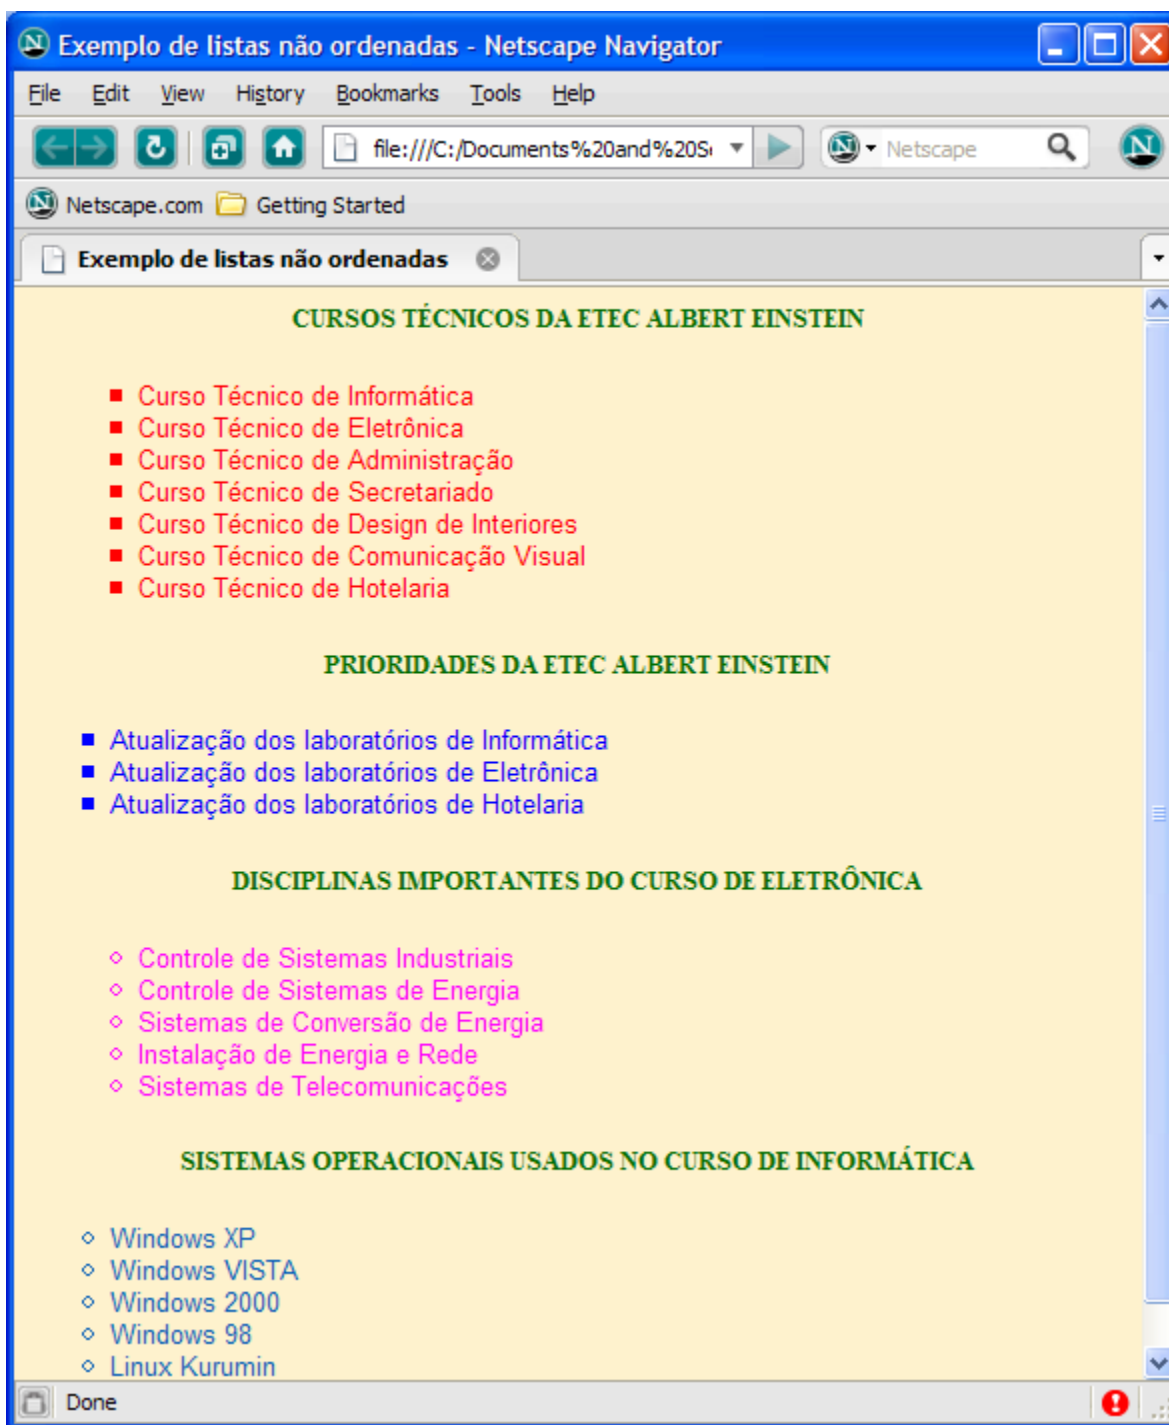 Exemplo de listas não ordenadas - Netscape Navigator
File Edit View History Bookmarks Tools Help
file:///C:/Documents%20and%20S Netscape
Netscape.com Getting Started
Exemplo de listas não ordenadas
CURSOS TÉCNICOS DA ETEC ALBERT EINSTEIN
Curso Técnico de Informática
Curso Técnico de Eletrônica
Curso Técnico de Administração
Curso Técnico de Secretariado
Curso Técnico de Design de Interiores
Curso Técnico de Comunicação Visual
Curso Técnico de Hotelaria
PRIORIDADES DA ETEC ALBERT EINSTEIN
Atualização dos laboratórios de Informática
Atualização dos laboratórios de Eletrônica
Atualização dos laboratórios de Hotelaria
DISCIPLINAS IMPORTANTES DO CURSO DE ELETRÔNICA
Controle de Sistemas Industriais
Controle de Sistemas de Energia
Sistemas de Conversão de Energia
Instalação de Energia e Rede
Sistemas de Telecomunicações
SISTEMAS OPERACIONAIS USADOS NO CURSO DE INFORMÁTICA
Windows XP
Windows VISTA
Windows 2000
Windows 98
Linux Kurumin
Done